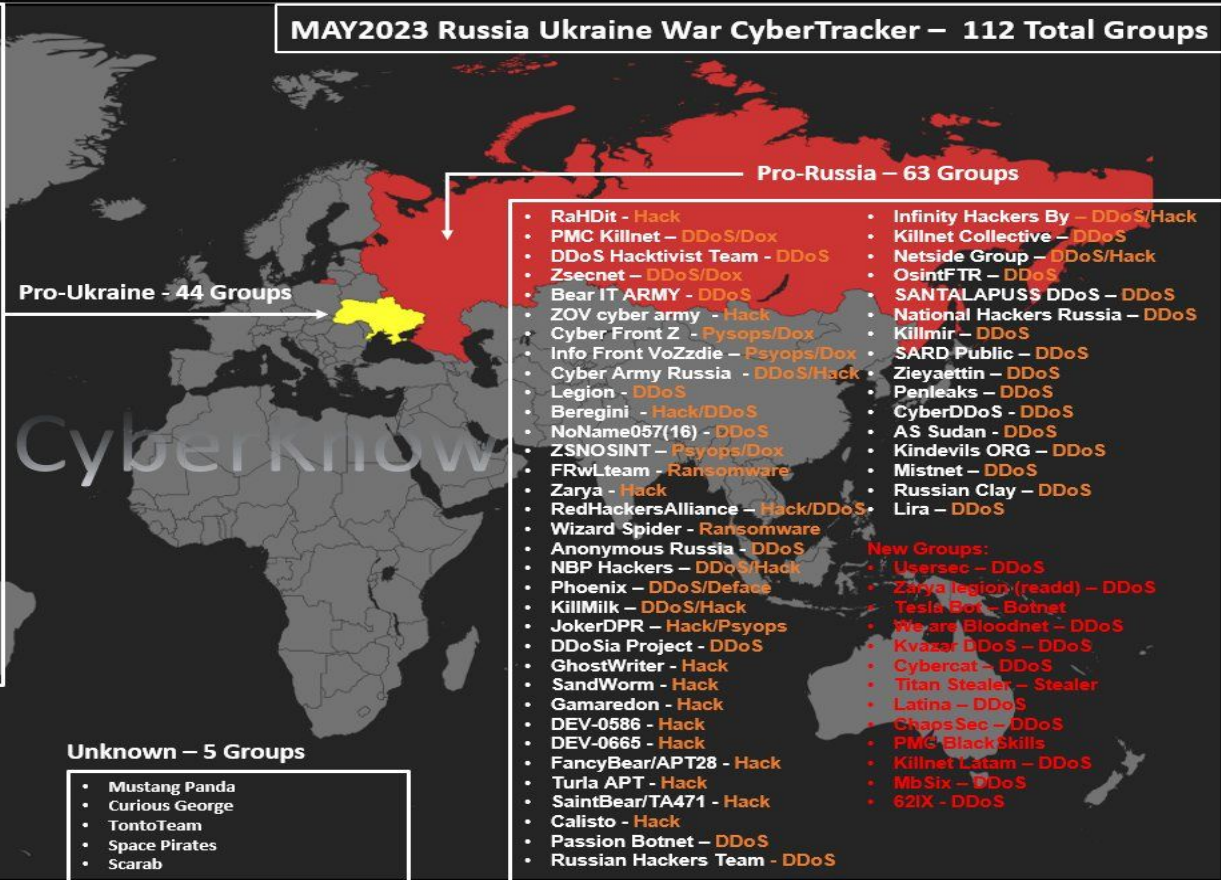 MAY2023 Russia Ukraine War CyberTracker – 112 Total Groups
Pro-Russia – 63 Groups
Pro-Ukraine - 44 Groups
CyberKnow
• RaHDit - Hack
• PMC Killnet – DDoS/Dox
• DDoS Hacktivist Team - DDoS
• Zsecnet – DDoS/Dox
• Bear IT ARMY - DDoS
• ZOV cyber army - Hack
• Cyber Front Z - Pysops/Dox
• Info Front VoZzdie – Psyops/Dox
• Cyber Army Russia - DDoS/Hack
• Legion - DDoS
• Beregini - Hack/DDoS
• NoName057(16) - DDoS
• ZSNOSINT – Psyops/Dox
• FRwLteam - Ransomware
• Zarya - Hack
• RedHackersAlliance – Hack/DDoS
• Wizard Spider - Ransomware
• Anonymous Russia - DDoS
• NBP Hackers – DDoS/Hack
• Phoenix – DDoS/Deface
• KillMilk – DDoS/Hack
• JokerDPR – Hack/Psyops
• DDoSia Project - DDoS
• GhostWriter - Hack
• SandWorm - Hack
• Gamaredon - Hack
• DEV-0586 - Hack
• DEV-0665 - Hack
• FancyBear/APT28 - Hack
• Turla APT - Hack
• SaintBear/TA471 - Hack
• Calisto - Hack
• Passion Botnet – DDoS
• Russian Hackers Team - DDoS
• Infinity Hackers By – DDoS/Hack
• Killnet Collective – DDoS
• Netside Group – DDoS/Hack
• OsintFTR – DDoS
• SANTALAPUSS DDoS – DDoS
• National Hackers Russia – DDoS
• Killmir – DDoS
• SARD Public – DDoS
• Zieyaettin – DDoS
• Penleaks – DDoS
• CyberDDoS - DDoS
• AS Sudan - DDoS
• Kindevils ORG – DDoS
• Mistnet – DDoS
• Russian Clay – DDoS
• Lira – DDoS
New Groups:
• Usersec – DDoS
• Zarya legion (readd) – DDoS
• Tesla Bot – Botnet
• We are Bloodnet – DDoS
• Kvazar DDoS – DDoS
• Cybercat – DDoS
• Titan Stealer – Stealer
• Latina – DDoS
• ChaosSec – DDoS
• PMC BlackSkills
• Killnet Latam – DDoS
• MbSix – DDoS
• 62IX - DDoS
Unknown – 5 Groups
• Mustang Panda
• Curious George
• TontoTeam
• Space Pirates
• Scarab